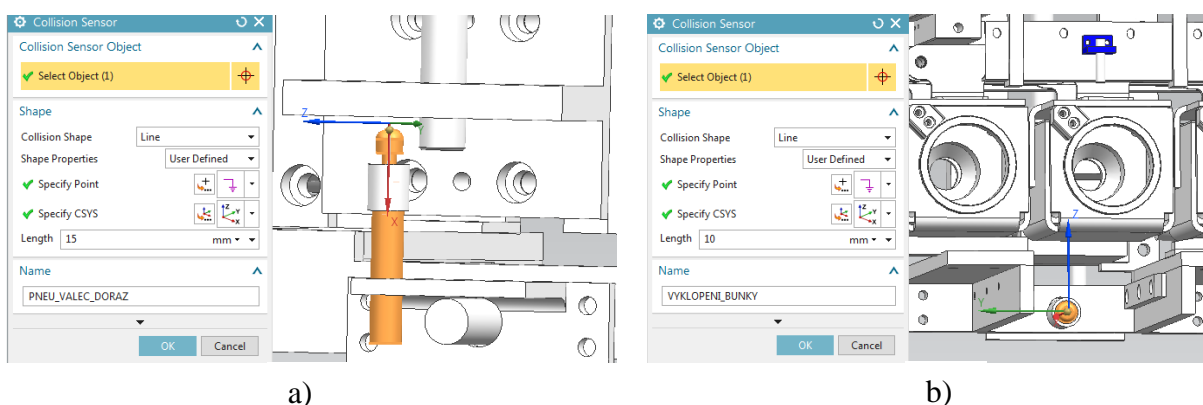 Collision Sensor
Collision Sensor Object
Select Object (1)
Shape
Collision Shape Line
Shape Properties User Defined
Specify Point
Specify CSYS
Length 15 mm
Name
PNEU_VALEC_DORAZ
OK Cancel
Z
Y
X
a)
Collision Sensor
Collision Sensor Object
Select Object (1)
Shape
Collision Shape Line
Shape Properties User Defined
Specify Point
Specify CSYS
Length 10 mm
Name
VYKLOPENI_BUNKY
OK Cancel
Z
Y
b)